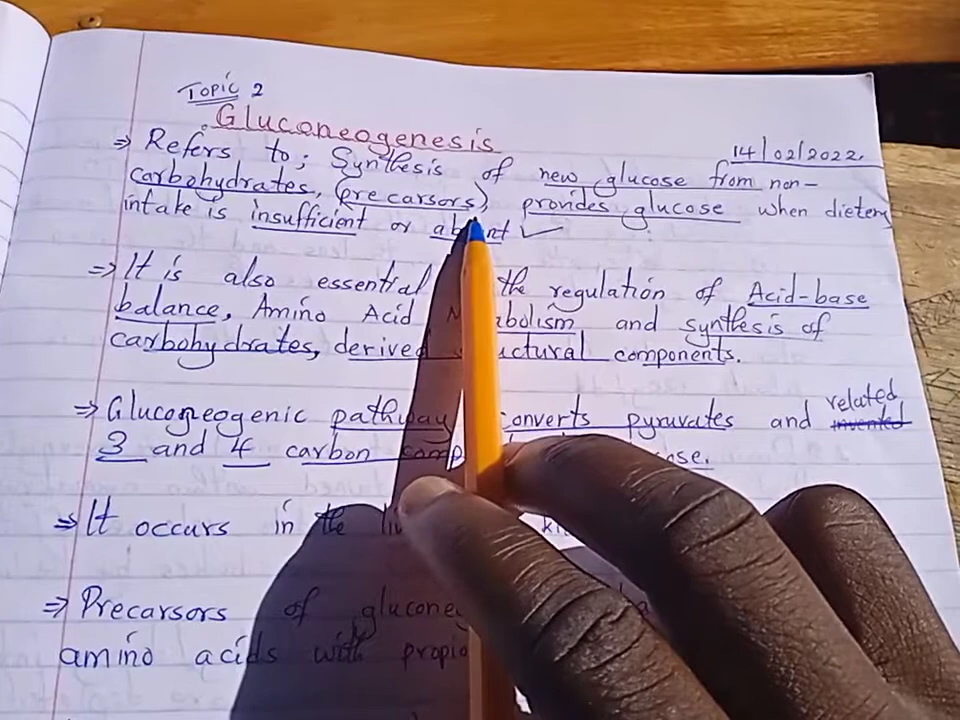 Topic 2
Gluconeogenesis
14/02/2022.
⇒ Refers to; Synthesis of new glucose from non-
carbohydrates, (precarsors), provides glucose when dietery
intake is insufficient or ✓
⇒ It is also essential the regulation of Acid-base
balance, Amino Acid and synthesis of
carbohydrates, derived components.
⇒ Gluconeogenic pathway converts pyruvates and related
3 and 4 carbon
⇒ It occurs in the
⇒ Precarsors of
amino acids with